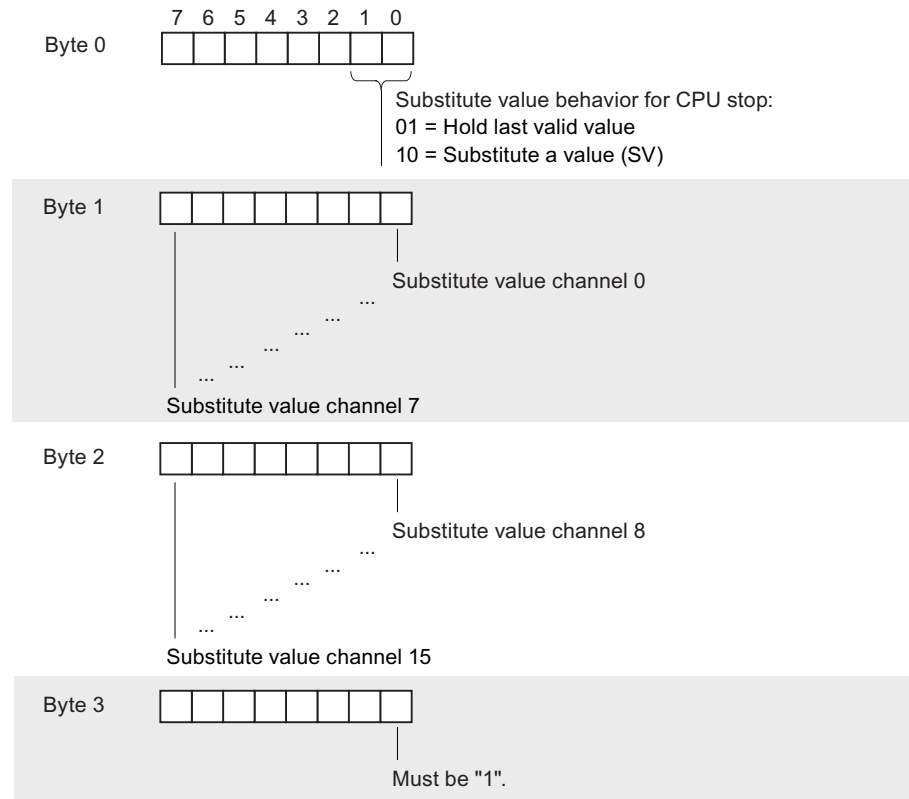 7 6 5 4 3 2 1 0
Byte 0
Substitute value behavior for CPU stop:
01 = Hold last valid value
10 = Substitute a value (SV)
Byte 1
Substitute value channel 0
...
...
...
...
...
...
Substitute value channel 7
Byte 2
Substitute value channel 8
...
...
...
...
...
...
Substitute value channel 15
Byte 3
Must be "1".